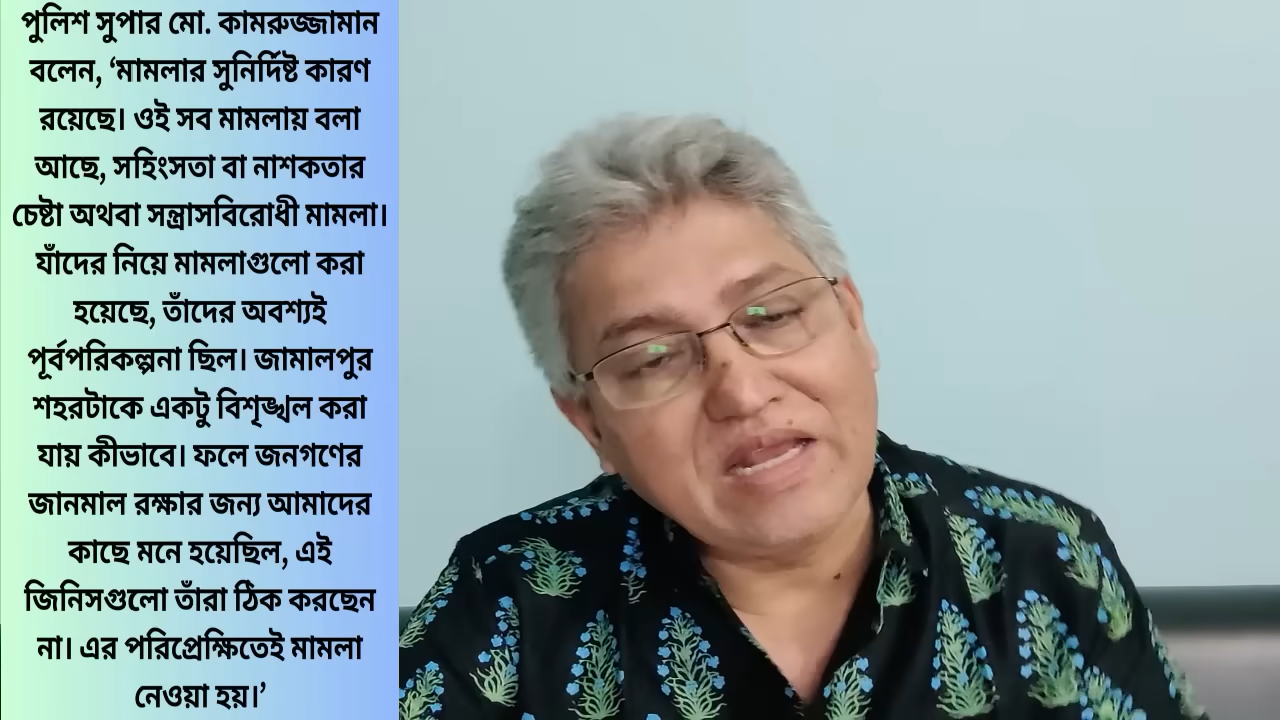 পুলিশ সুপার মো. কামরুজ্জামান
বলেন, ‘মামলার সুনির্দিষ্ট কারণ
রয়েছে। ওই সব মামলায় বলা
আছে, সহিংসতা বা নাশকতার
চেষ্টা অথবা সন্ত্রাসবিরোধী মামলা।
যাঁদের নিয়ে মামলাগুলো করা
হয়েছে, তাঁদের অবশ্যই
পূর্বপরিকল্পনা ছিল। জামালপুর
শহরটাকে একটু বিশৃঙ্খল করা
যায় কীভাবে। ফলে জনগণের
জানমাল রক্ষার জন্য আমাদের
কাছে মনে হয়েছিল, এই
জিনিসগুলো তাঁরা ঠিক করছেন
না। এর পরিপ্রেক্ষিতেই মামলা
নেওয়া হয়।’